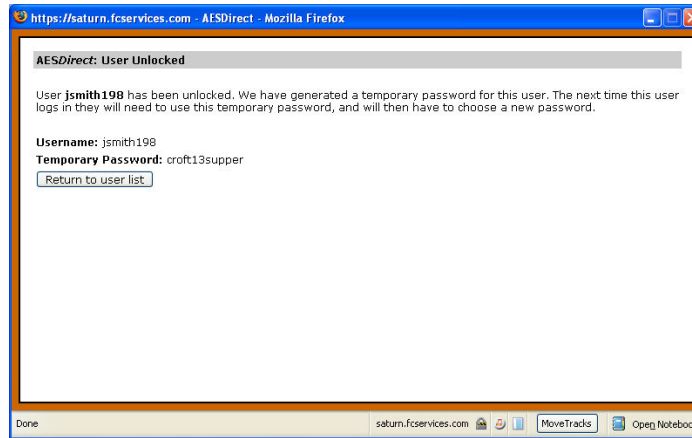 https://saturn.fcservices.com - AESDirect - Mozilla Firefox
AESDirect: User Unlocked
User jsmith198 has been unlocked. We have generated a temporary password for this user. The next time this user
logs in they will need to use this temporary password, and will then have to choose a new password.
Username: jsmith198
Temporary Password: croft13supper
Return to user list
Done saturn.fcservices.com MoveTracks Open Noteboo